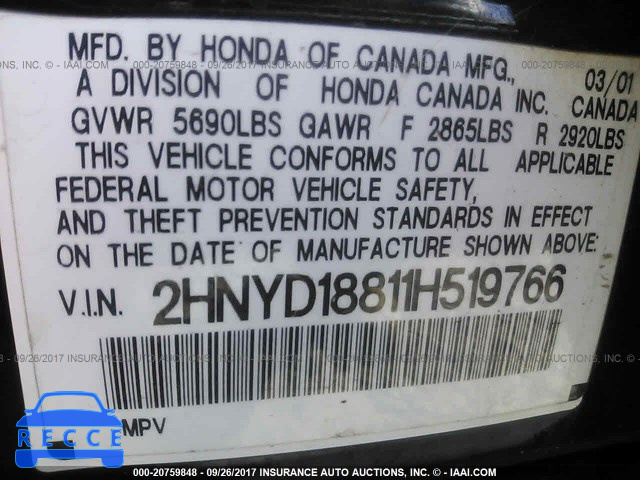 MFD. BY HONDA OF CANADA MFG., 03/01
A DIVISION OF HONDA CANADA INC. CANADA
GVWR 5690LBS GAWR F 2865LBS R 2920LBS
THIS VEHICLE CONFORMS TO ALL APPLICABLE
FEDERAL MOTOR VEHICLE SAFETY,
AND THEFT PREVENTION STANDARDS IN EFFECT
ON THE DATE OF MANUFACTURE SHOWN ABOVE:
V.I.N. 2HNYD18811H519766
MPV
RECCE
000-20759848 - 09/26/2017 INSURANCE AUTO AUCTIONS, INC. - © IAAI.COM